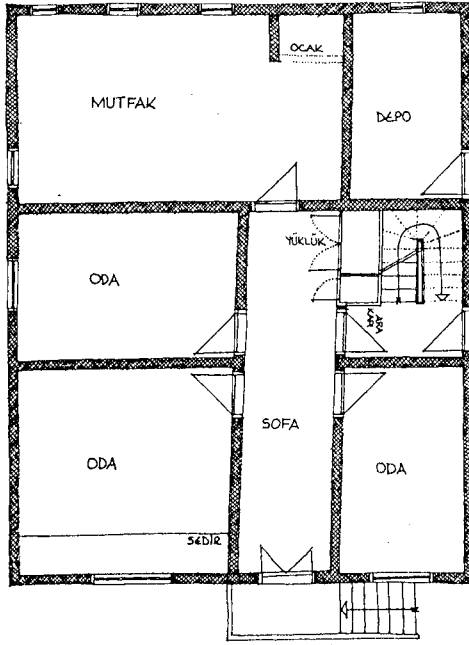 OCAK
MUTFAK
DEPO
YÜKLÜK
ODA
ARA
KAT
SOFA
ODA
ODA
SEDİR